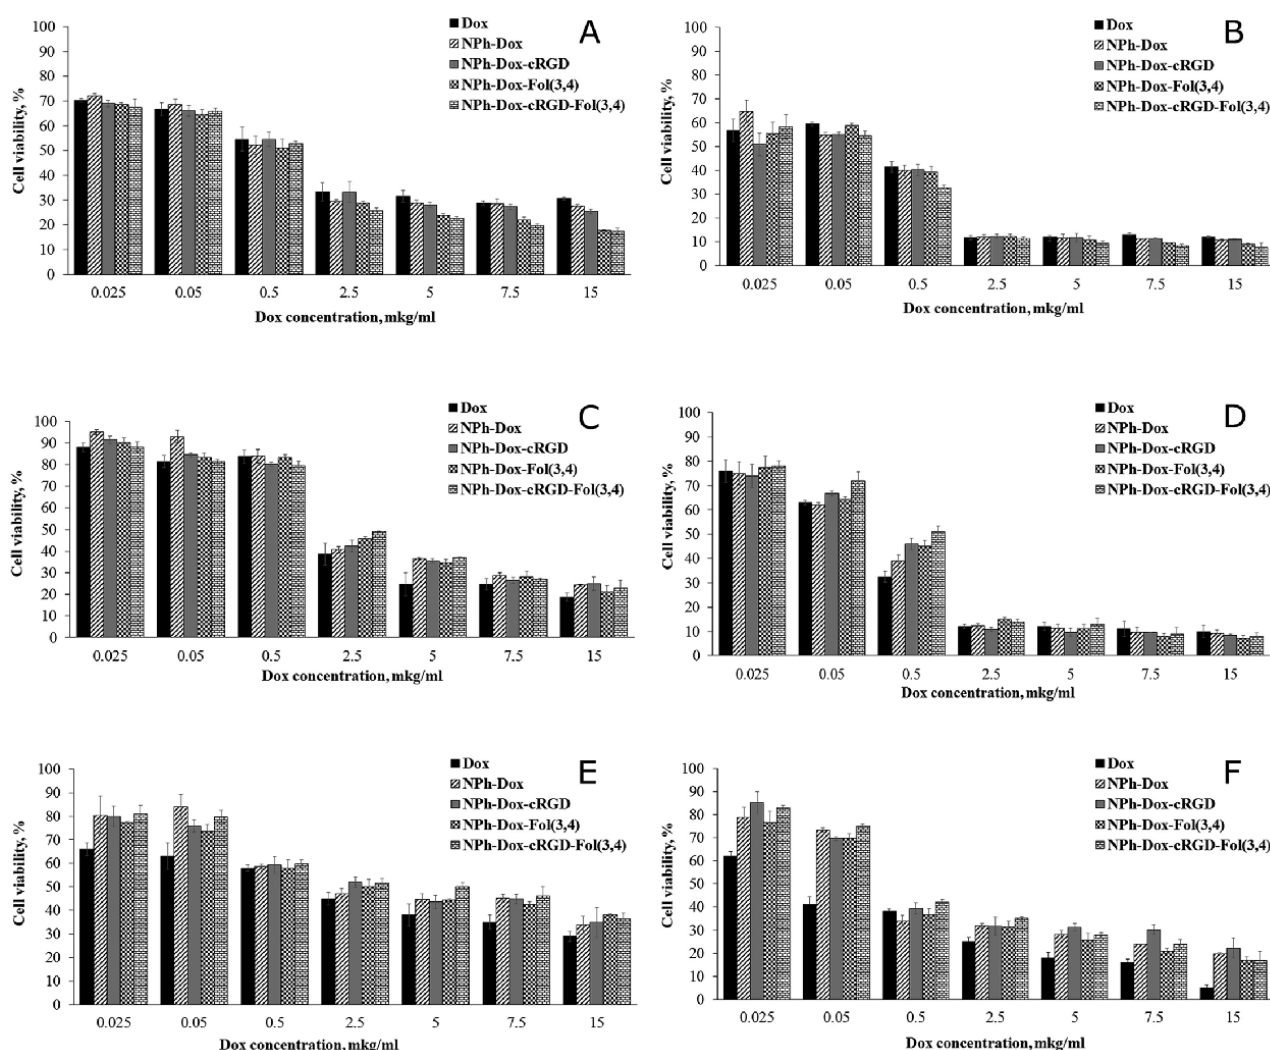 A
Dox
NPh-Dox
NPh-Dox-cRGD
NPh-Dox-Fol(3,4)
NPh-Dox-cRGD-Fol(3,4)
Cell viability, %
100
90
80
70
60
50
40
30
20
10
0
0.025 0.05 0.5 2.5 5 7.5 15
Dox concentration, mkg/ml
B
Dox
NPh-Dox
NPh-Dox-cRGD
NPh-Dox-Fol(3,4)
NPh-Dox-cRGD-Fol(3,4)
Cell viability, %
100
90
80
70
60
50
40
30
20
10
0
0.025 0.05 0.5 2.5 5 7.5 15
Dox concentration, mkg/ml
C
Dox
NPh-Dox
NPh-Dox-cRGD
NPh-Dox-Fol(3,4)
NPh-Dox-cRGD-Fol(3,4)
Cell viability, %
100
90
80
70
60
50
40
30
20
10
0
0.025 0.05 0.5 2.5 5 7.5 15
Dox concentration, mkg/ml
D
Dox
NPh-Dox
NPh-Dox-cRGD
NPh-Dox-Fol(3,4)
NPh-Dox-cRGD-Fol(3,4)
Cell viability, %
100
90
80
70
60
50
40
30
20
10
0
0.025 0.05 0.5 2.5 5 7.5 15
Dox concentration, mkg/ml
E
Dox
NPh-Dox
NPh-Dox-cRGD
NPh-Dox-Fol(3,4)
NPh-Dox-cRGD-Fol(3,4)
Cell viability, %
100
90
80
70
60
50
40
30
20
10
0
0.025 0.05 0.5 2.5 5 7.5 15
Dox concentration, mkg/ml
F
Dox
NPh-Dox
NPh-Dox-cRGD
NPh-Dox-Fol(3,4)
NPh-Dox-cRGD-Fol(3,4)
Cell viability, %
100
90
80
70
60
50
40
30
20
10
0
0.025 0.05 0.5 2.5 5 7.5 15
Dox concentration, mkg/ml